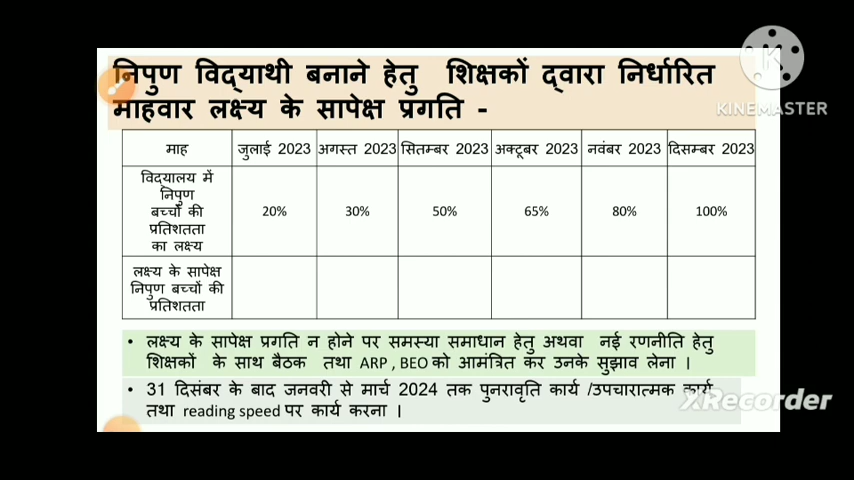 निपुण विद्यार्थी बनाने हेतु शिक्षकों द्वारा निर्धारित
माहवार लक्ष्य के सापेक्ष प्रगति -
KINEMASTER
माह जुलाई 2023 अगस्त 2023 सितम्बर 2023 अक्टूबर 2023 नवंबर 2023 दिसम्बर 2023
विद्यालय में
निपुण
बच्चों की
प्रतिशतता
का लक्ष्य
20% 30% 50% 65% 80% 100%
लक्ष्य के सापेक्ष
निपुण बच्चों की
प्रतिशतता
• लक्ष्य के सापेक्ष प्रगति न होने पर समस्या समाधान हेतु अथवा नई रणनीति हेतु
शिक्षकों के साथ बैठक तथा ARP , BEO को आमंत्रित कर उनके सुझाव लेना ।
• 31 दिसंबर के बाद जनवरी से मार्च 2024 तक पुनरावृति कार्य /उपचारात्मक कार्य
तथा reading speed पर कार्य करना ।
XRecorder